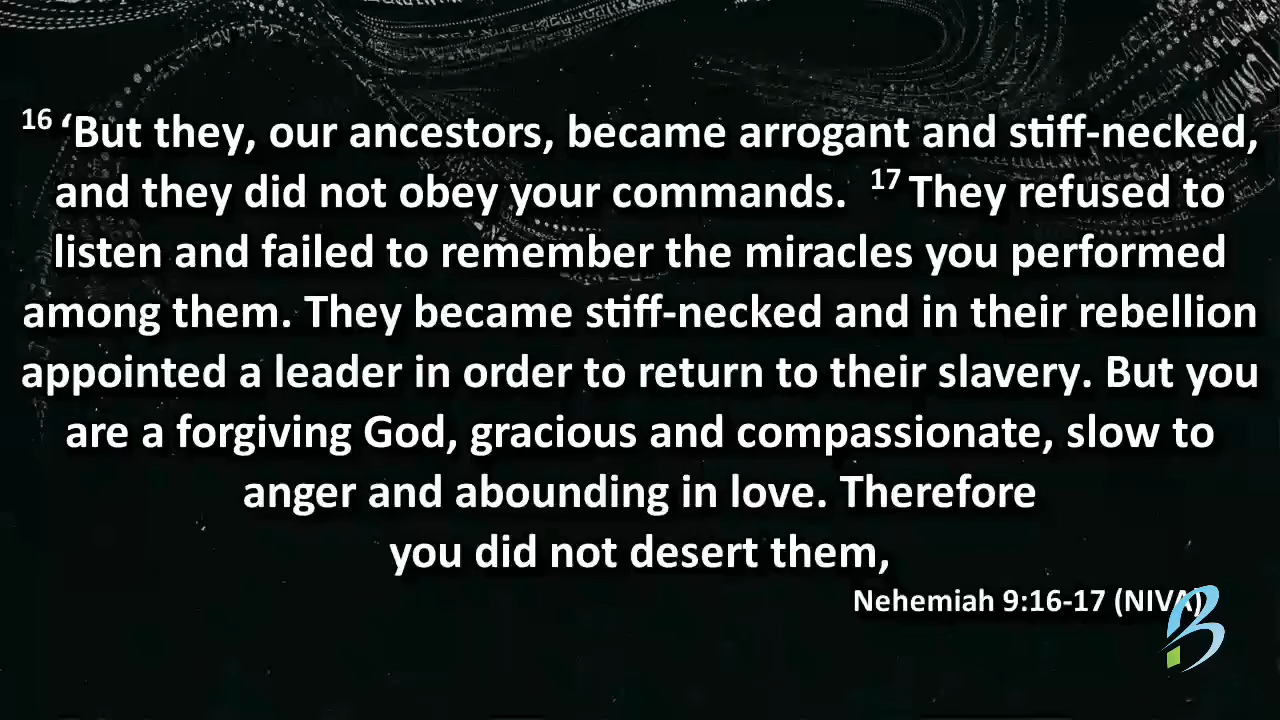 16 ‘But they, our ancestors, became arrogant and stiff-necked,
and they did not obey your commands. 17 They refused to
listen and failed to remember the miracles you performed
among them. They became stiff-necked and in their rebellion
appointed a leader in order to return to their slavery. But you
are a forgiving God, gracious and compassionate, slow to
anger and abounding in love. Therefore
you did not desert them,
Nehemiah 9:16-17 (NIVA)
B